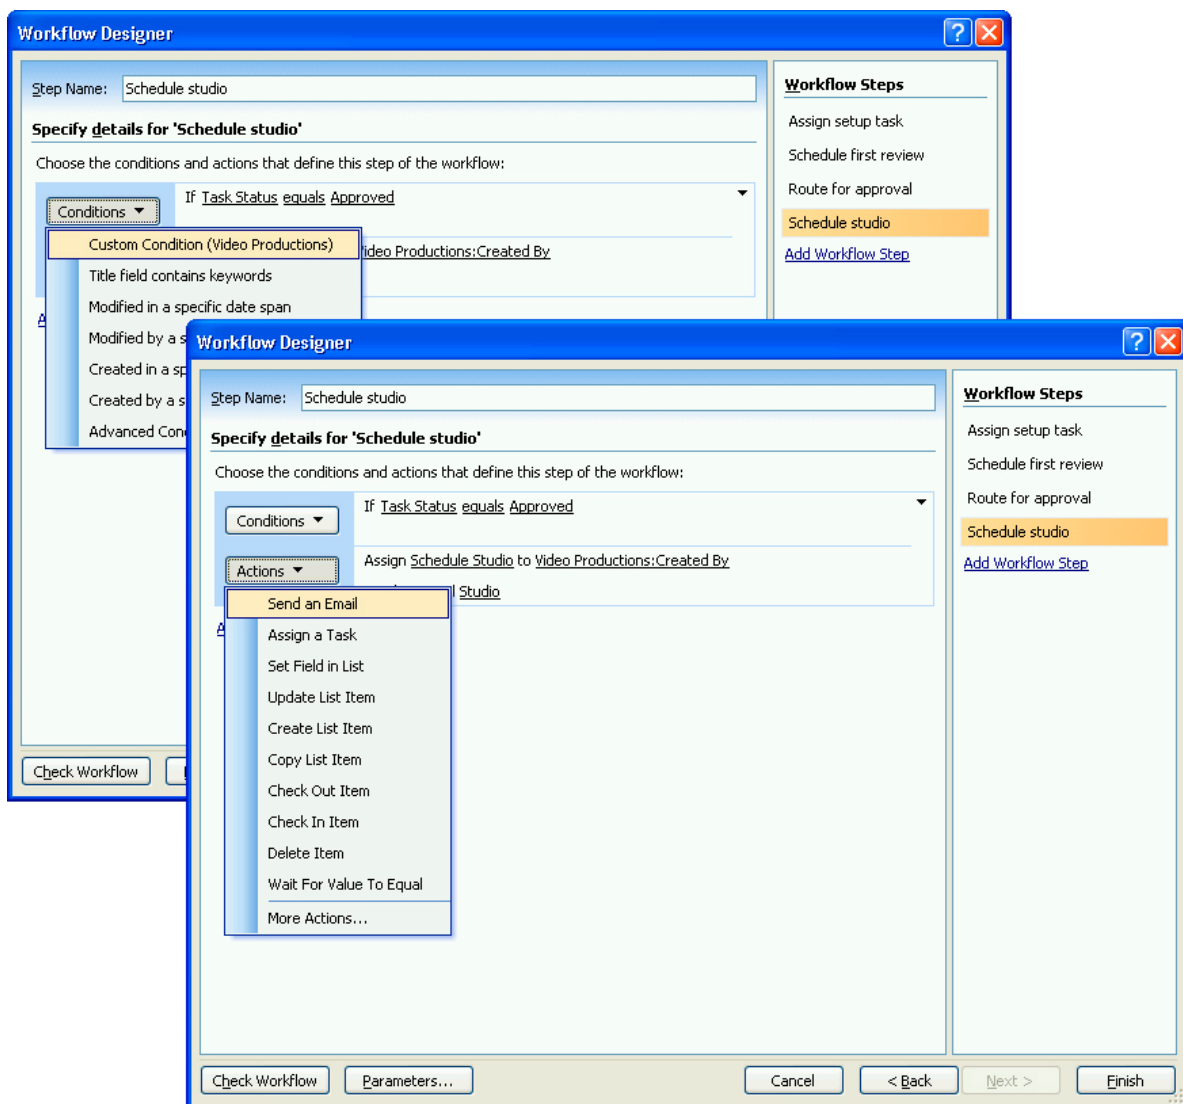 Workflow Designer
Step Name: Schedule studio
Specify details for 'Schedule studio'
Choose the conditions and actions that define this step of the workflow:
Conditions
If Task Status equals Approved
Custom Condition (Video Productions)
ideo Productions:Created By
Title field contains keywords
Modified in a specific date span
Modified by a s
Created in a sp
Created by a s
Advanced Con
Check Workflow
Workflow Steps
Assign setup task
Schedule first review
Route for approval
Schedule studio
Add Workflow Step
Workflow Designer
Step Name: Schedule studio
Specify details for 'Schedule studio'
Choose the conditions and actions that define this step of the workflow:
Conditions
If Task Status equals Approved
Actions
Assign Schedule Studio to Video Productions:Created By
Studio
Send an Email
Assign a Task
Set Field in List
Update List Item
Create List Item
Copy List Item
Check Out Item
Check In Item
Delete Item
Wait For Value To Equal
More Actions...
Workflow Steps
Assign setup task
Schedule first review
Route for approval
Schedule studio
Add Workflow Step
Check Workflow
Parameters...
Cancel
< Back
Next >
Finish